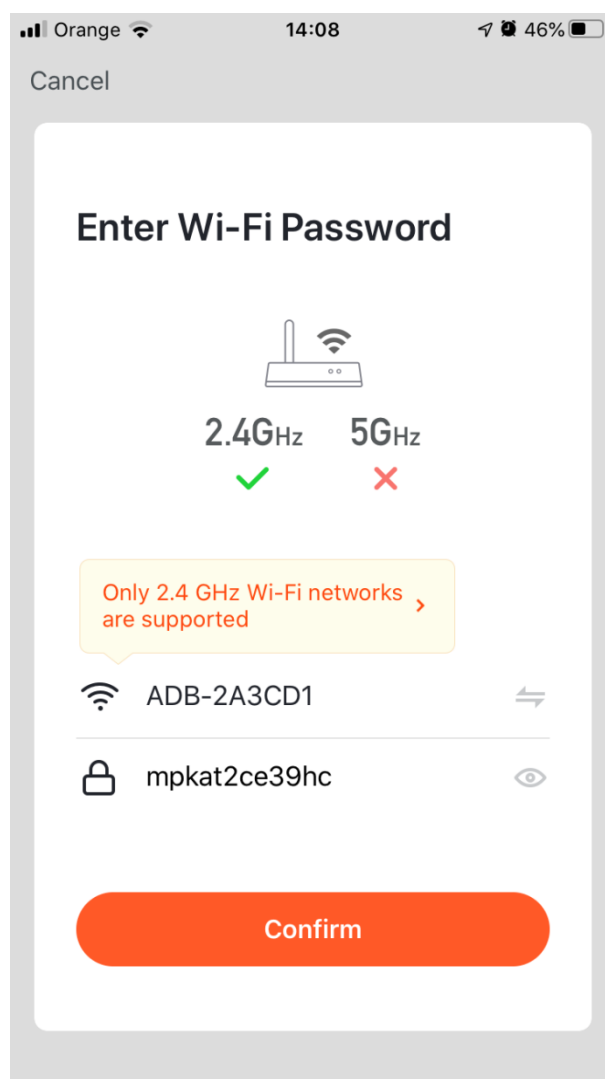 Orange 14:08 46%
Cancel
Enter Wi-Fi Password
2.4GHz 5GHz
Only 2.4 GHz Wi-Fi networks
are supported
ADB-2A3CD1
mpkat2ce39hc
Confirm